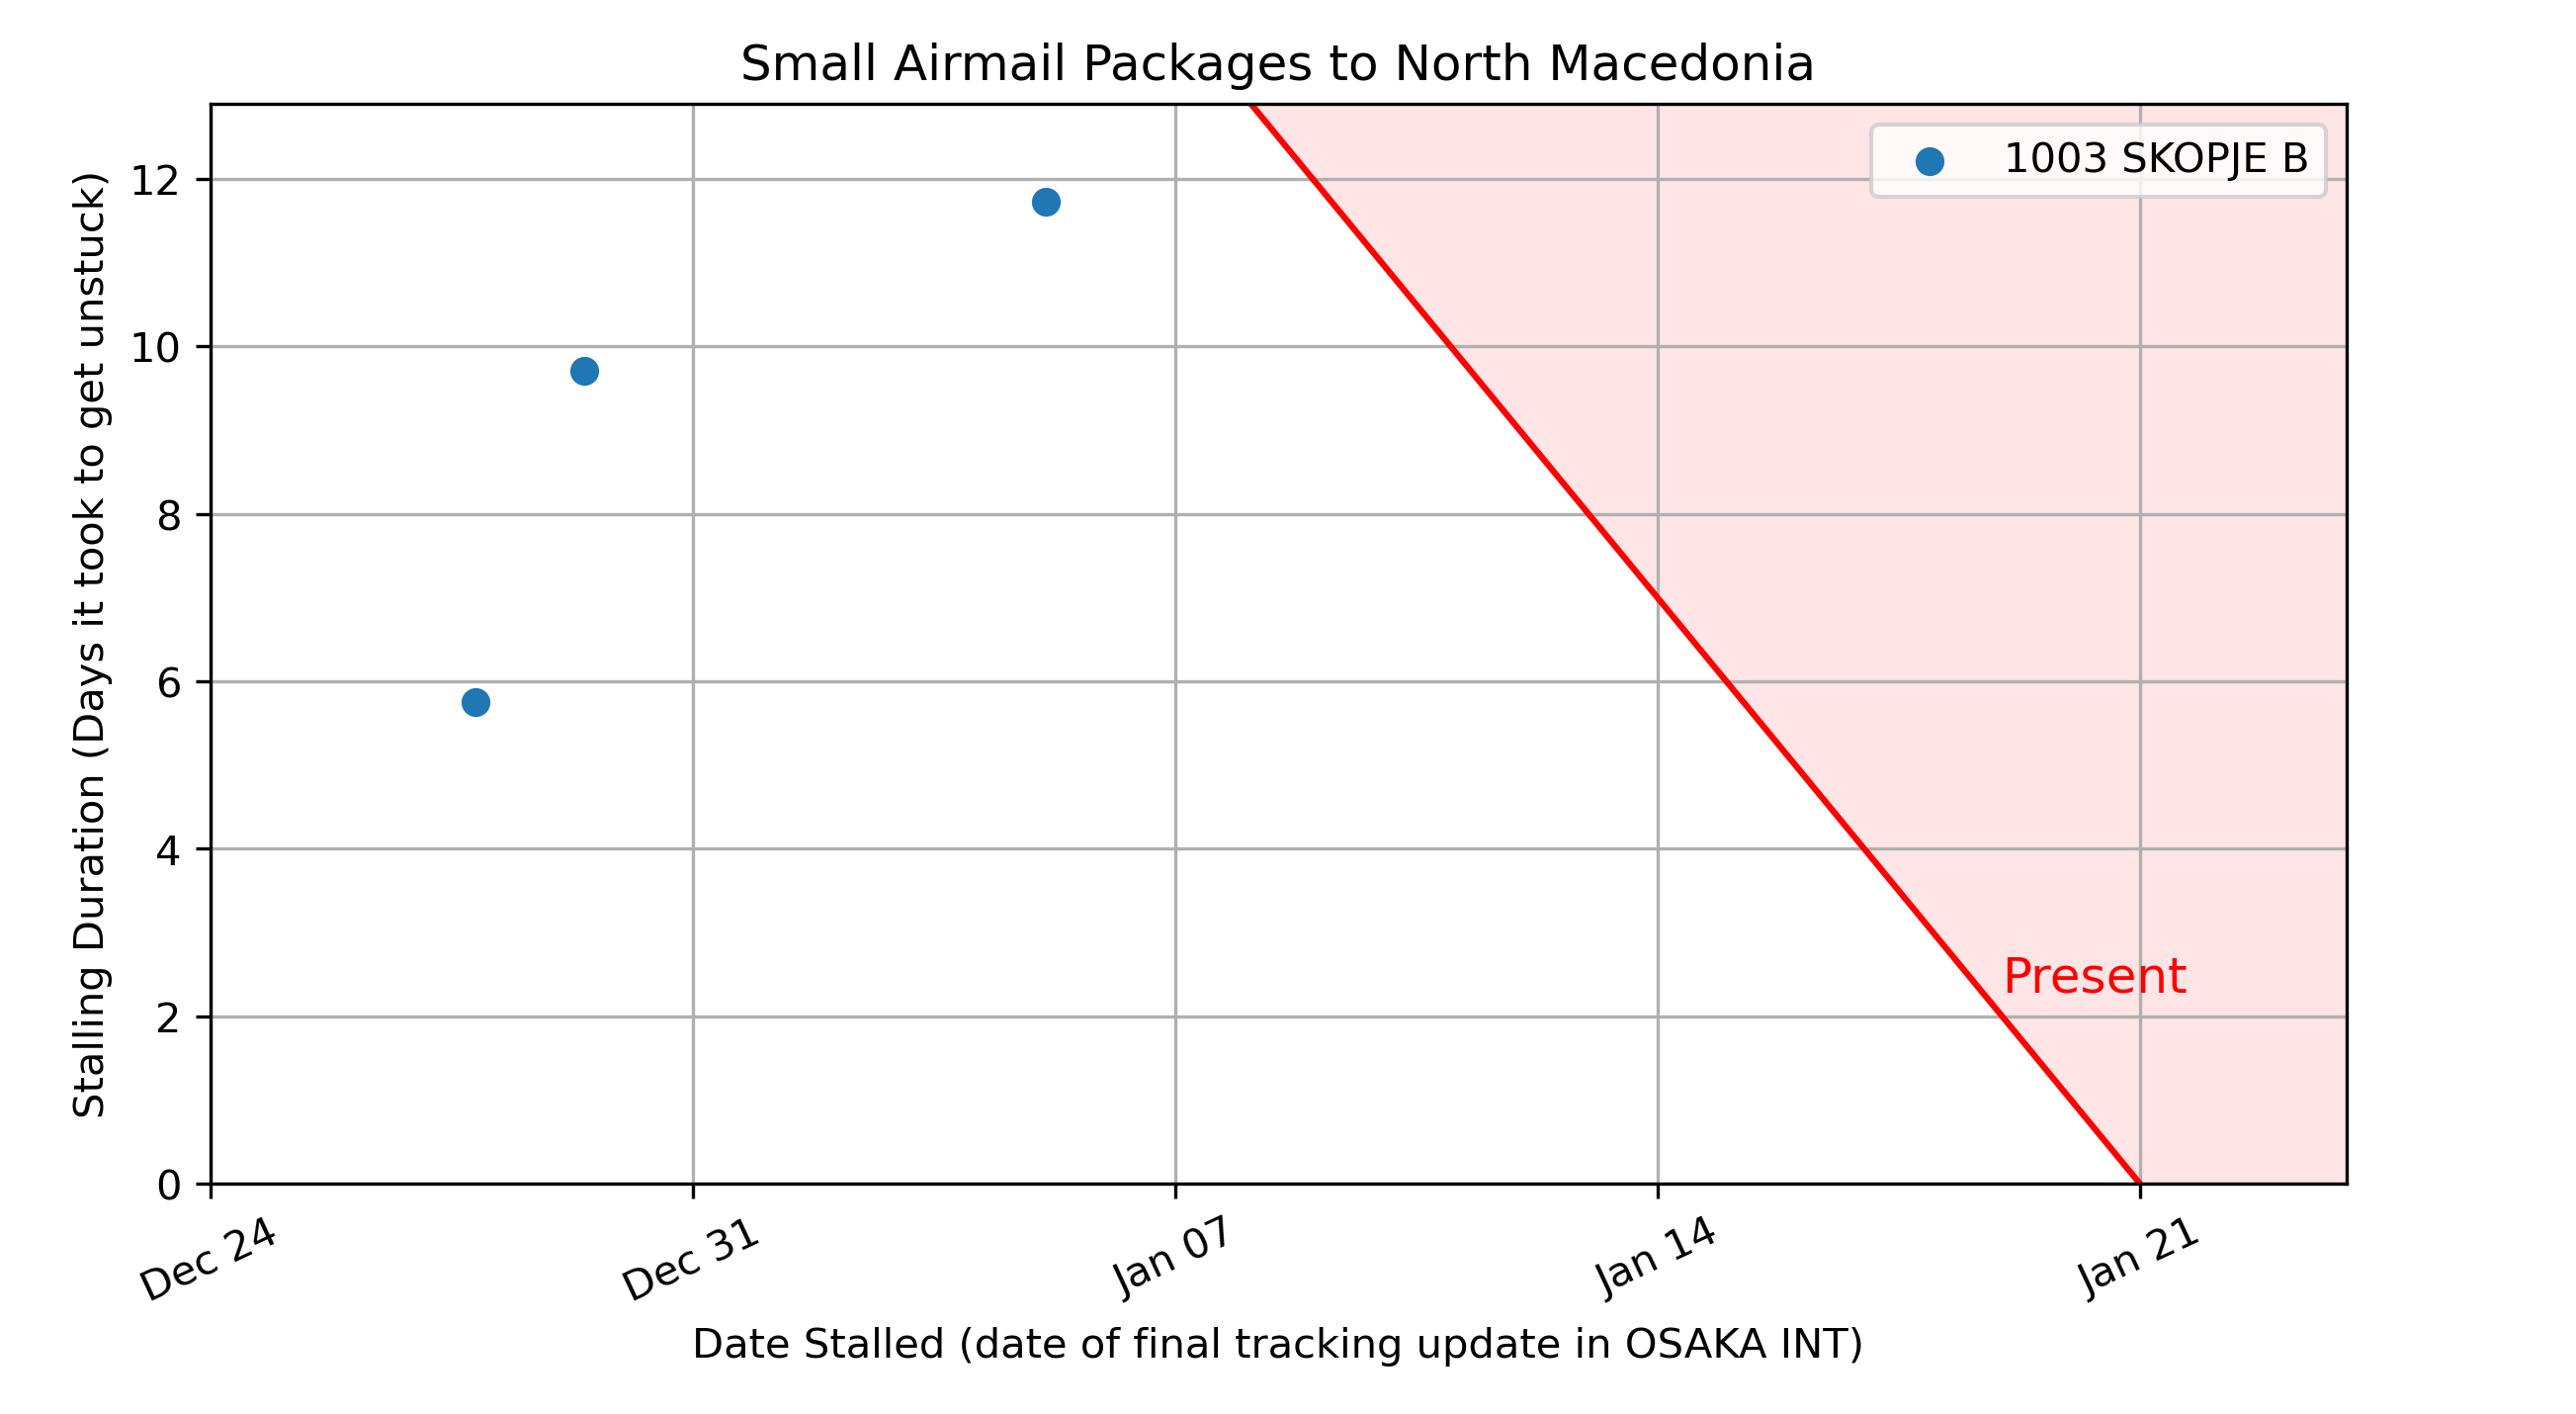 Small Airmail Packages to North Macedonia
1003 SKOPJE B
Stalling Duration (Days it took to get unstuck)
12
10
8
6
4
2
0
Present
Dec 24
Dec 31
Jan 07
Jan 14
Jan 21
Date Stalled (date of final tracking update in OSAKA INT)